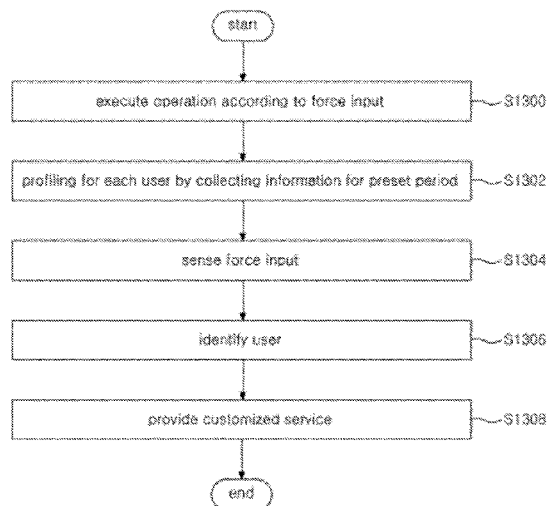 start
execute operation according to force input
S1300
profiling for each user by collecting information for preset period
S1302
sense force input
S1304
identify user
S1306
provide customized service
S1308
end